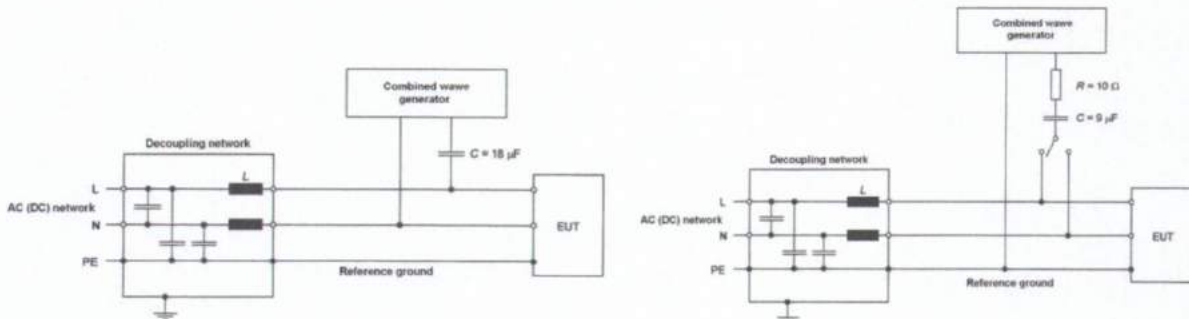 Combined wawe
generator
Decoupling network
C = 18 µF
L
L
AC (DC) network
N
EUT
PE
Reference ground
Combined wawe
generator
R = 10 Ω
C = 9 µF
Decoupling network
L
L
AC (DC) network
N
EUT
PE
Reference ground